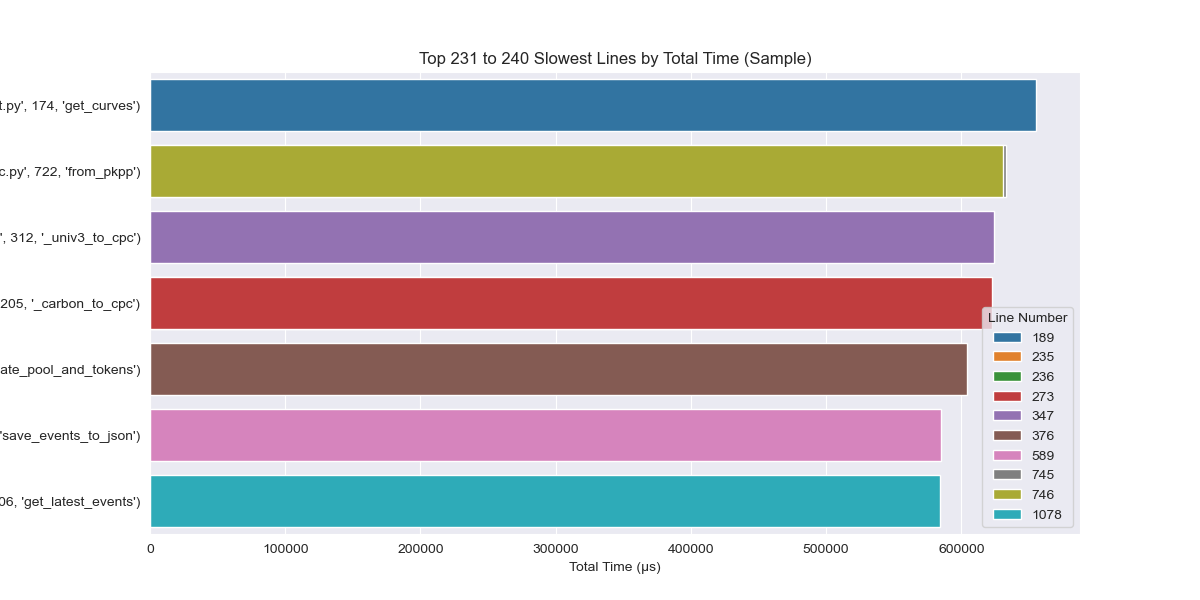 Top 231 to 240 Slowest Lines by Total Time (Sample)
t.py', 174, 'get_curves')
c.py', 722, 'from_pkpp')
', 312, '_univ3_to_cpc')
205, '_carbon_to_cpc')
ate_pool_and_tokens')
'save_events_to_json')
06, 'get_latest_events')
0 100000 200000 300000 400000 500000 600000
Total Time (µs)
Line Number
189
235
236
273
347
376
589
745
746
1078